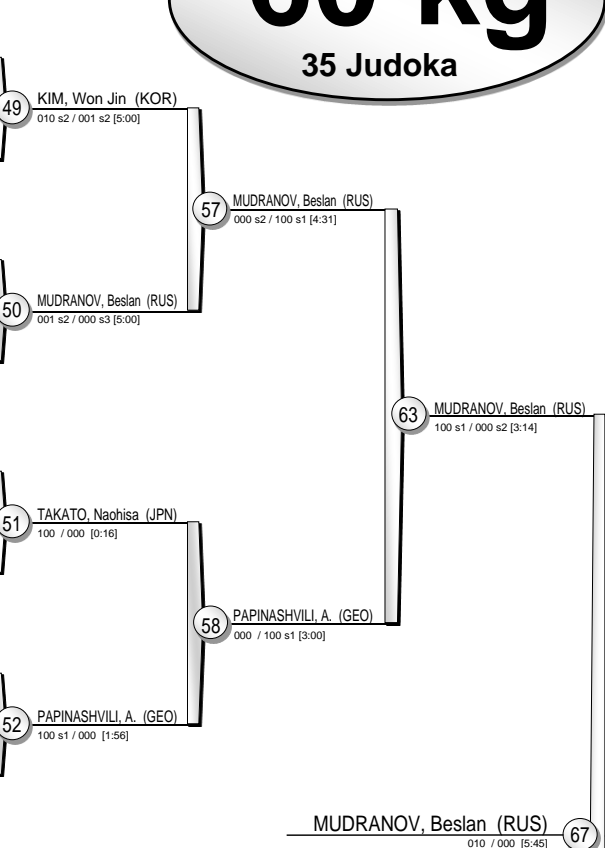 60 kg
35 Judoka
49
KIM, Won Jin (KOR)
010 s2 / 001 s2 [5:00]
57
MUDRANOV, Beslan (RUS)
000 s2 / 100 s1 [4:31]
50
MUDRANOV, Beslan (RUS)
001 s2 / 000 s3 [5:00]
63
MUDRANOV, Beslan (RUS)
100 s1 / 000 s2 [3:14]
51
TAKATO, Naohisa (JPN)
100 / 000 [0:16]
58
PAPINASHVILI, A. (GEO)
000 / 100 s1 [3:00]
52
PAPINASHVILI, A. (GEO)
100 s1 / 000 [1:56]
MUDRANOV, Beslan (RUS)
67
010 / 000 [5:45]